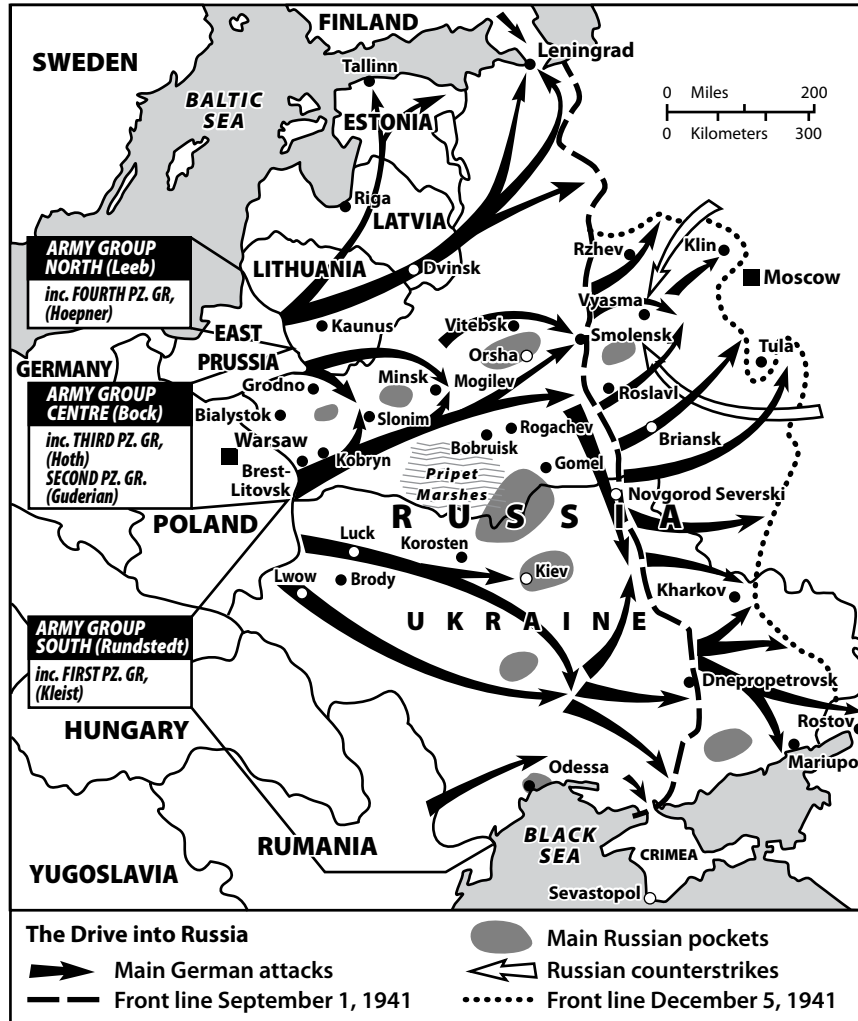 FINLAND
SWEDEN
Leningrad
Tallinn
BALTIC
SEA
ESTONIA
0 Miles 200
0 Kilometers 300
Riga
LATVIA
ARMY GROUP
NORTH (Leeb)
inc. FOURTH PZ. GR,
(Hoepner)
LITHUANIA
Dvinsk
Rzhev
Klin
Moscow
Vyasma
Kaunus
Vitebsk
Smolensk
EAST
PRUSSIA
Orsha
Tula
GERMANY
Grodno
Minsk
Mogilev
Roslavl
ARMY GROUP
CENTRE (Bock)
inc. THIRD PZ. GR,
(Hoth)
SECOND PZ. GR.
(Guderian)
Bialystok
Slonim
Rogachev
Briansk
Warsaw
Bobruisk
Kobryn
Gomel
Brest-
Litovsk
Pripet
Marshes
Novgorod Severski
POLAND
RUSSIA
Luck
Korosten
Lwow
Brody
Kiev
Kharkov
UKRAINE
ARMY GROUP
SOUTH (Rundstedt)
inc. FIRST PZ. GR,
(Kleist)
Dnepropetrovsk
HUNGARY
Rostov
Mariupo
Odessa
RUMANIA
BLACK
SEA
CRIMEA
YUGOSLAVIA
Sevastopol
The Drive into Russia
Main German attacks
Front line September 1, 1941
Main Russian pockets
Russian counterstrikes
Front line December 5, 1941